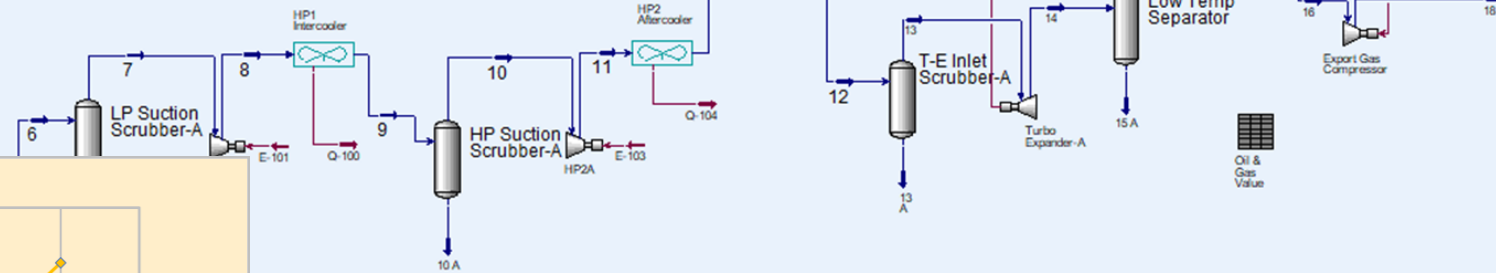 HP1
Intercooler
HP2
Aftercooler
Low Temp
Separator
16
18
13
14
7
8
10
11
T-E Inlet
Scrubber-A
Export Gas
Compressor
LP Suction
Scrubber-A
6
9
12
Q-104
15 A
HP Suction
Scrubber-A
E-101
Q-100
E-103
HP2A
Turbo
Expander-A
Oil &
Gas
Value
13
A
10 A